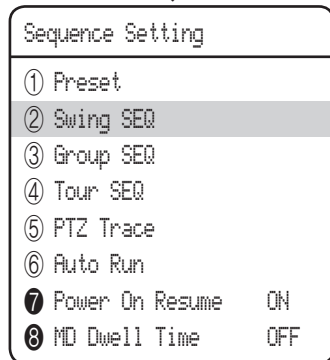 Sequence Setting
① Preset
② Swing SEQ
③ Group SEQ
④ Tour SEQ
⑤ PTZ Trace
⑥ Auto Run
❼ Power On Resume ON
❽ MD Dwell Time OFF